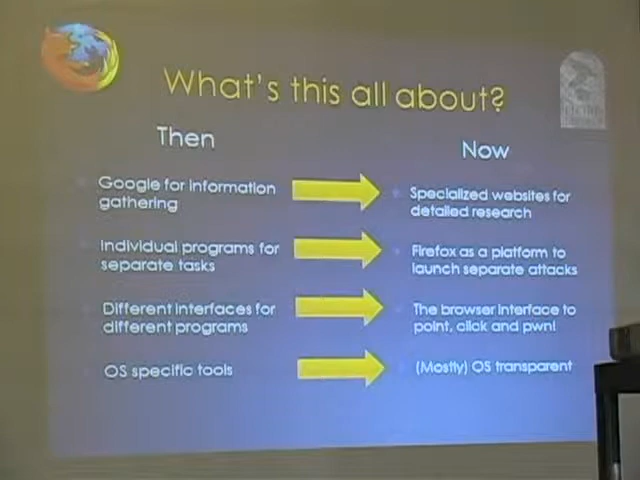 What's this all about?
Then
Now
Google for information
gathering
Specialized websites for
detailed research
Individual programs for
separate tasks
Firefox as a platform to
launch separate attacks
Different interfaces for
different programs
The browser interface to
point, click and pwn!
OS specific tools
(Mostly) OS transparent